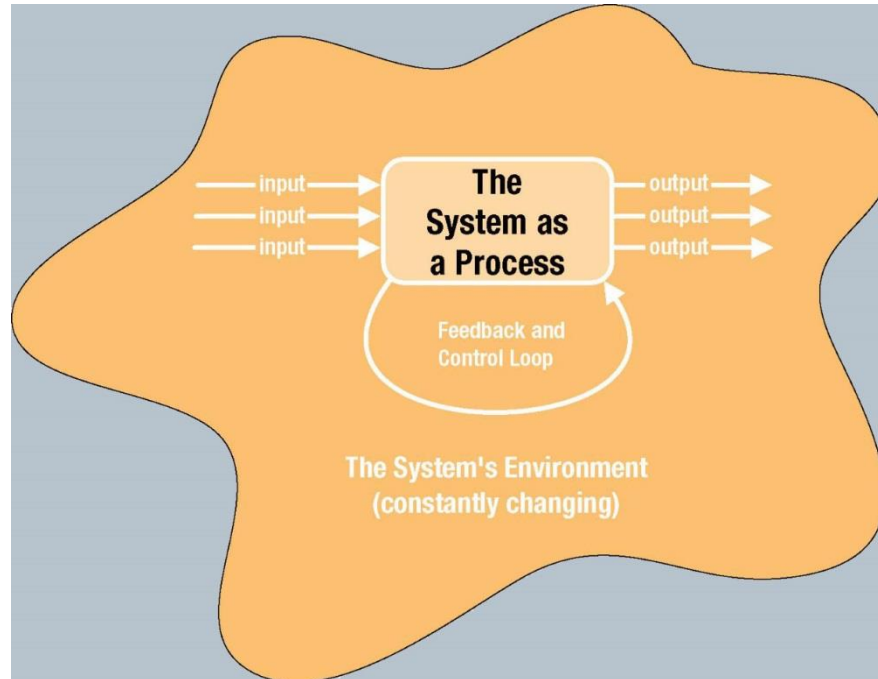 The
System as
a Process
input
input
input
output
output
output
Feedback and
Control Loop
The System's Environment
(constantly changing)